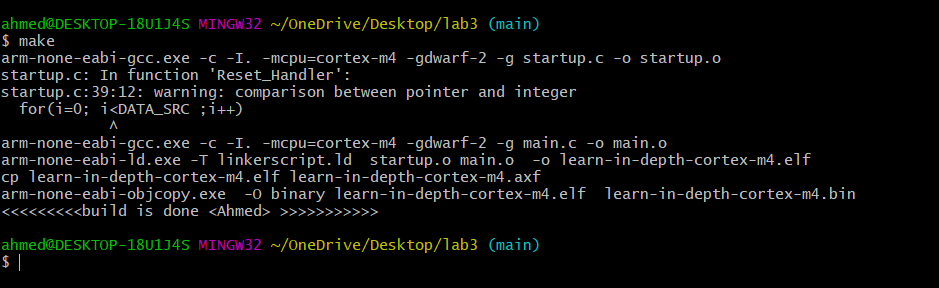 ahmed@DESKTOP-18U1J4S MINGW32 ~/OneDrive/Desktop/lab3 (main)
$ make
arm-none-eabi-gcc.exe -c -I. -mcpu=cortex-m4 -gdwarf-2 -g startup.c -o startup.o
startup.c: In function 'Reset_Handler':
startup.c:39:12: warning: comparison between pointer and integer
  for(i=0; i<DATA_SRC ;i++)
            ^
arm-none-eabi-gcc.exe -c -I. -mcpu=cortex-m4 -gdwarf-2 -g main.c -o main.o
arm-none-eabi-ld.exe -T linkerscript.ld  startup.o main.o  -o learn-in-depth-cortex-m4.elf
cp learn-in-depth-cortex-m4.elf learn-in-depth-cortex-m4.axf
arm-none-eabi-objcopy.exe  -O binary learn-in-depth-cortex-m4.elf  learn-in-depth-cortex-m4.bin
<<<<<<<<<build is done <Ahmed> >>>>>>>>>>>
ahmed@DESKTOP-18U1J4S MINGW32 ~/OneDrive/Desktop/lab3 (main)
$